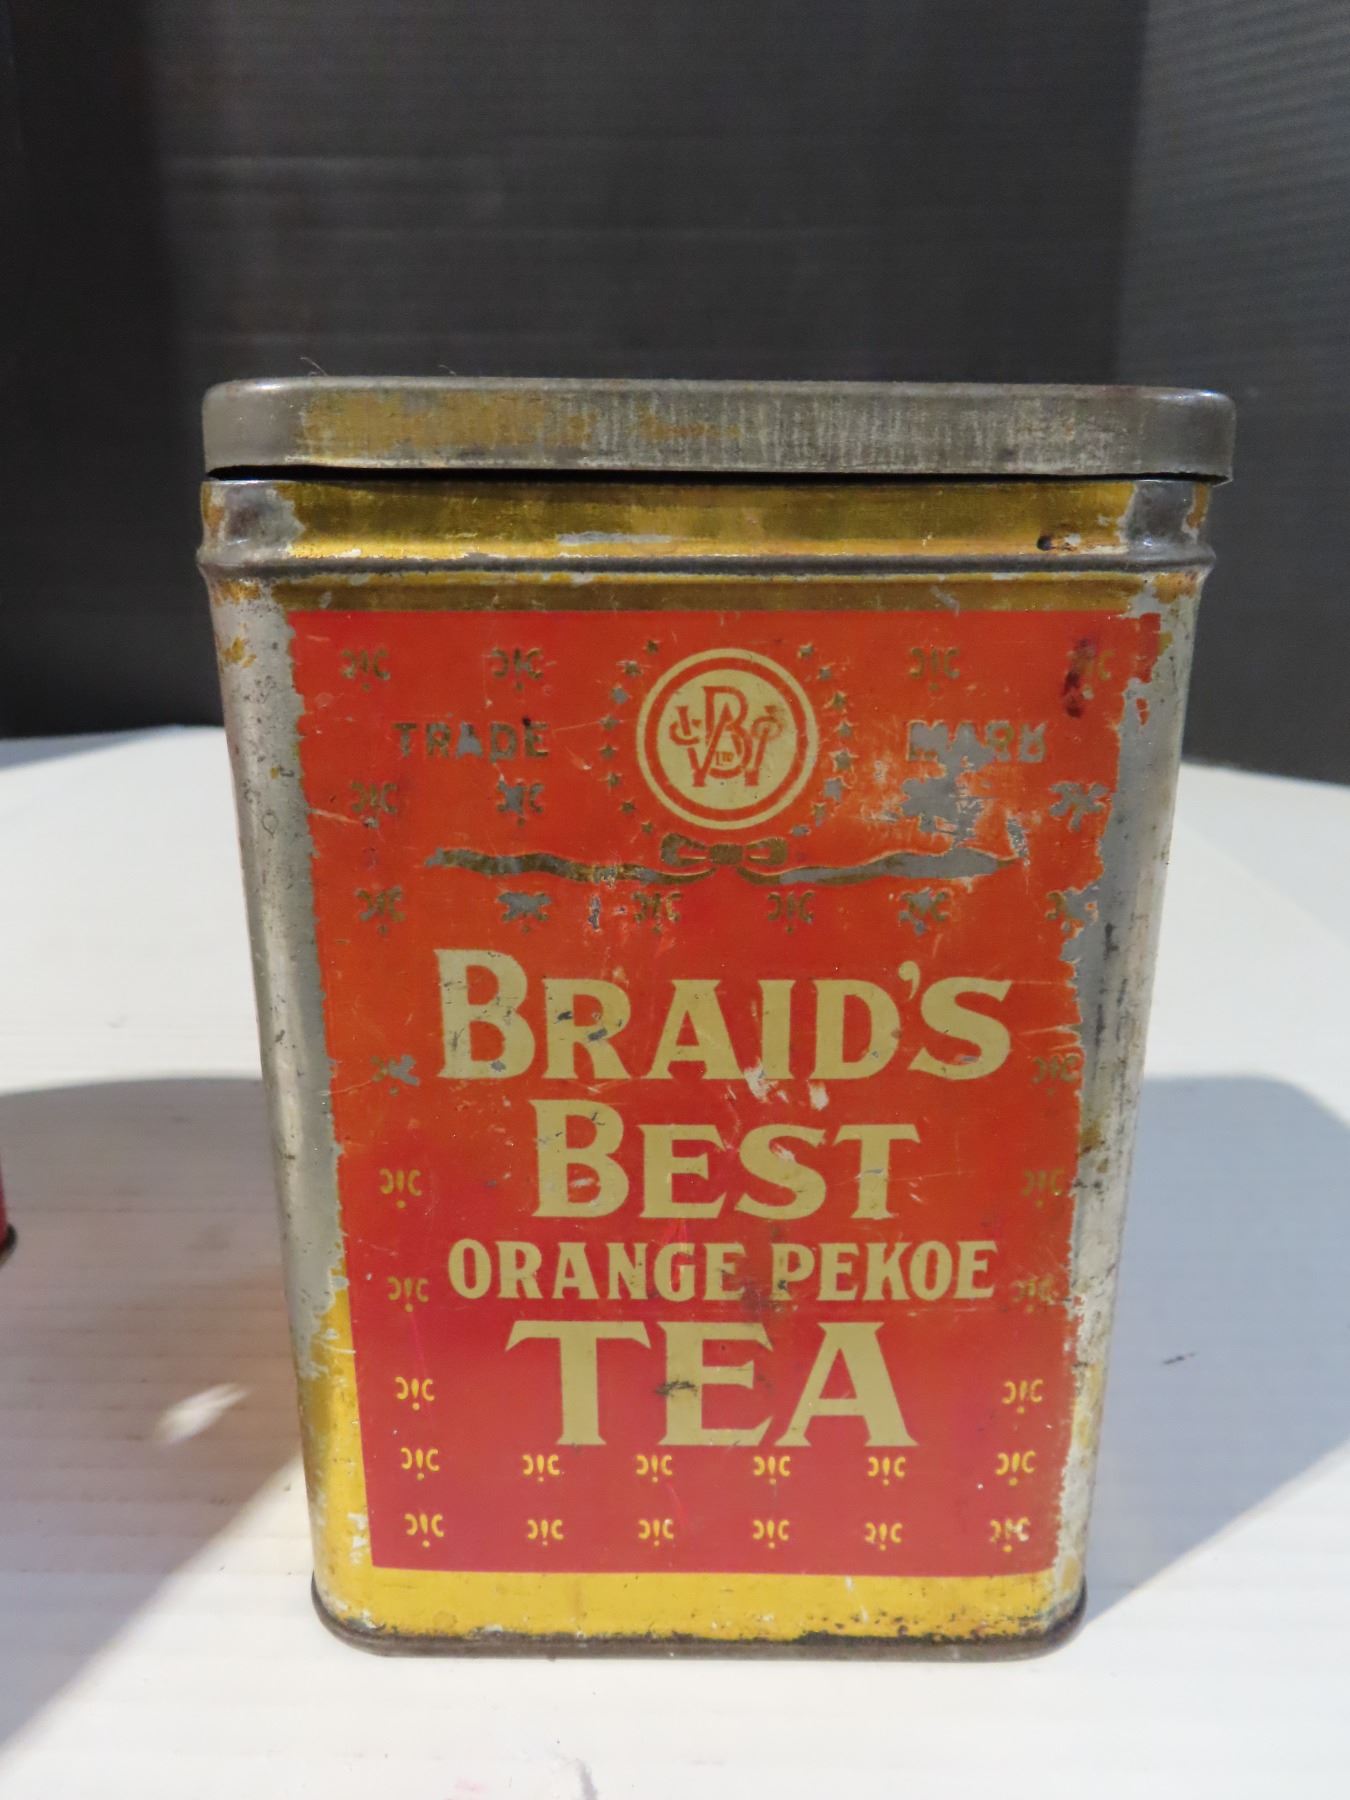 TRADE MARK
BRAID'S
BEST
ORANGE PEKOE
TEA